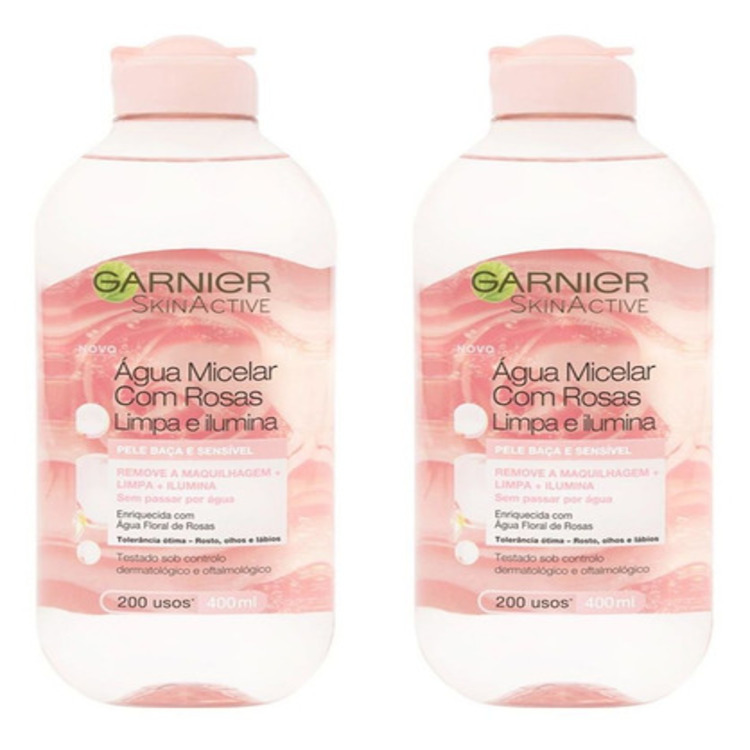 GARNIER
SKINACTIVE
NOVO
Água Micelar
Com Rosas
Limpa e ilumina
PELE BAÇA E SENSÍVEL
REMOVE A MAQUILHAGEM +
LIMPA + ILUMINA
Sem passar por água
Enriquecida com
Água Floral de Rosas
Tolerância ótima – Rosto, olhos e lábios
Testado sob controlo
dermatológico e oftalmológico
200 usos* 400ml
GARNIER
SKINACTIVE
NOVO
Água Micelar
Com Rosas
Limpa e ilumina
PELE BAÇA E SENSÍVEL
REMOVE A MAQUILHAGEM +
LIMPA + ILUMINA
Sem passar por água
Enriquecida com
Água Floral de Rosas
Tolerância ótima – Rosto, olhos e lábios
Testado sob controlo
dermatológico e oftalmológico
200 usos* 400ml